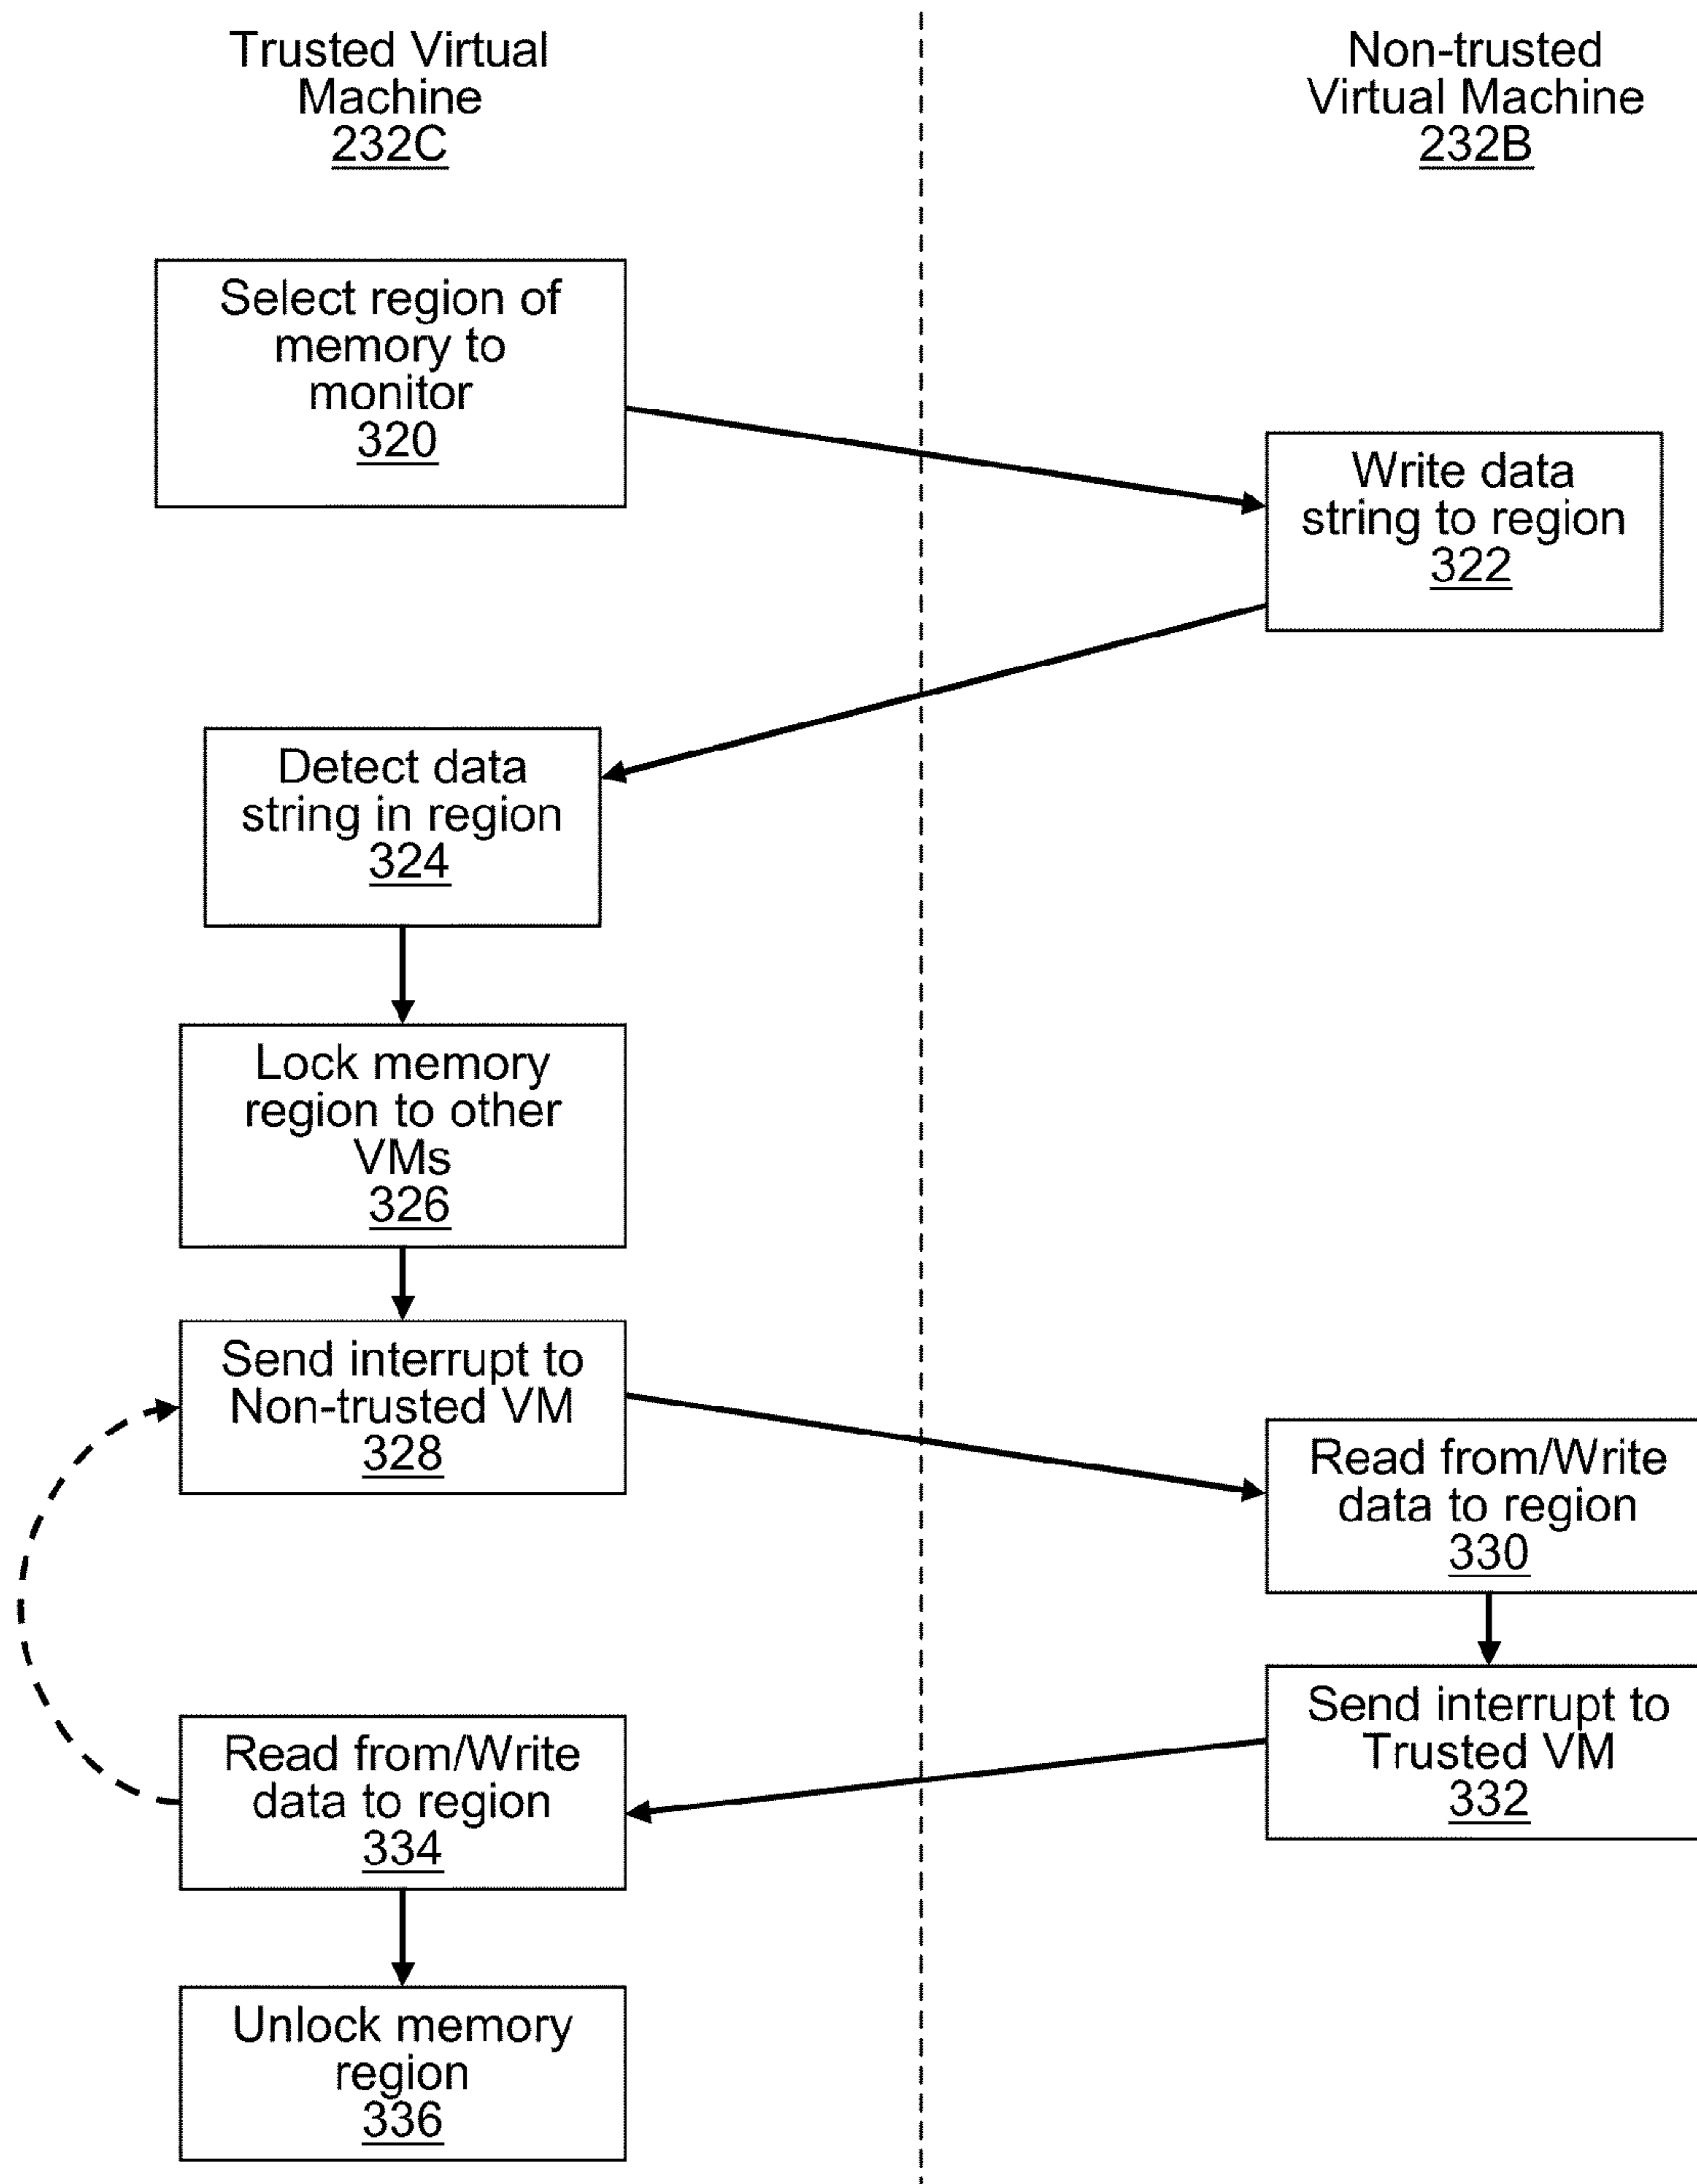 Trusted Virtual
Machine
232C
Non-trusted
Virtual Machine
232B
Select region of
memory to
monitor
320
Write data
string to region
322
Detect data
string in region
324
Lock memory
region to other
VMs
326
Send interrupt to
Non-trusted VM
328
Read from/Write
data to region
330
Send interrupt to
Trusted VM
332
Read from/Write
data to region
334
Unlock memory
region
336